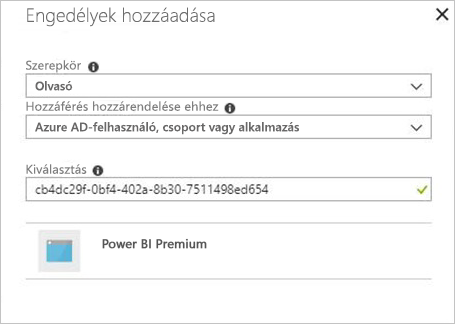 Engedélyek hozzáadása
Szerepkör
Olvasó
Hozzáférés hozzárendelése ehhez
Azure AD-felhasználó, csoport vagy alkalmazás
Kiválasztás
cb4dc29f-0bf4-402a-8b30-7511498ed654
Power BI Premium